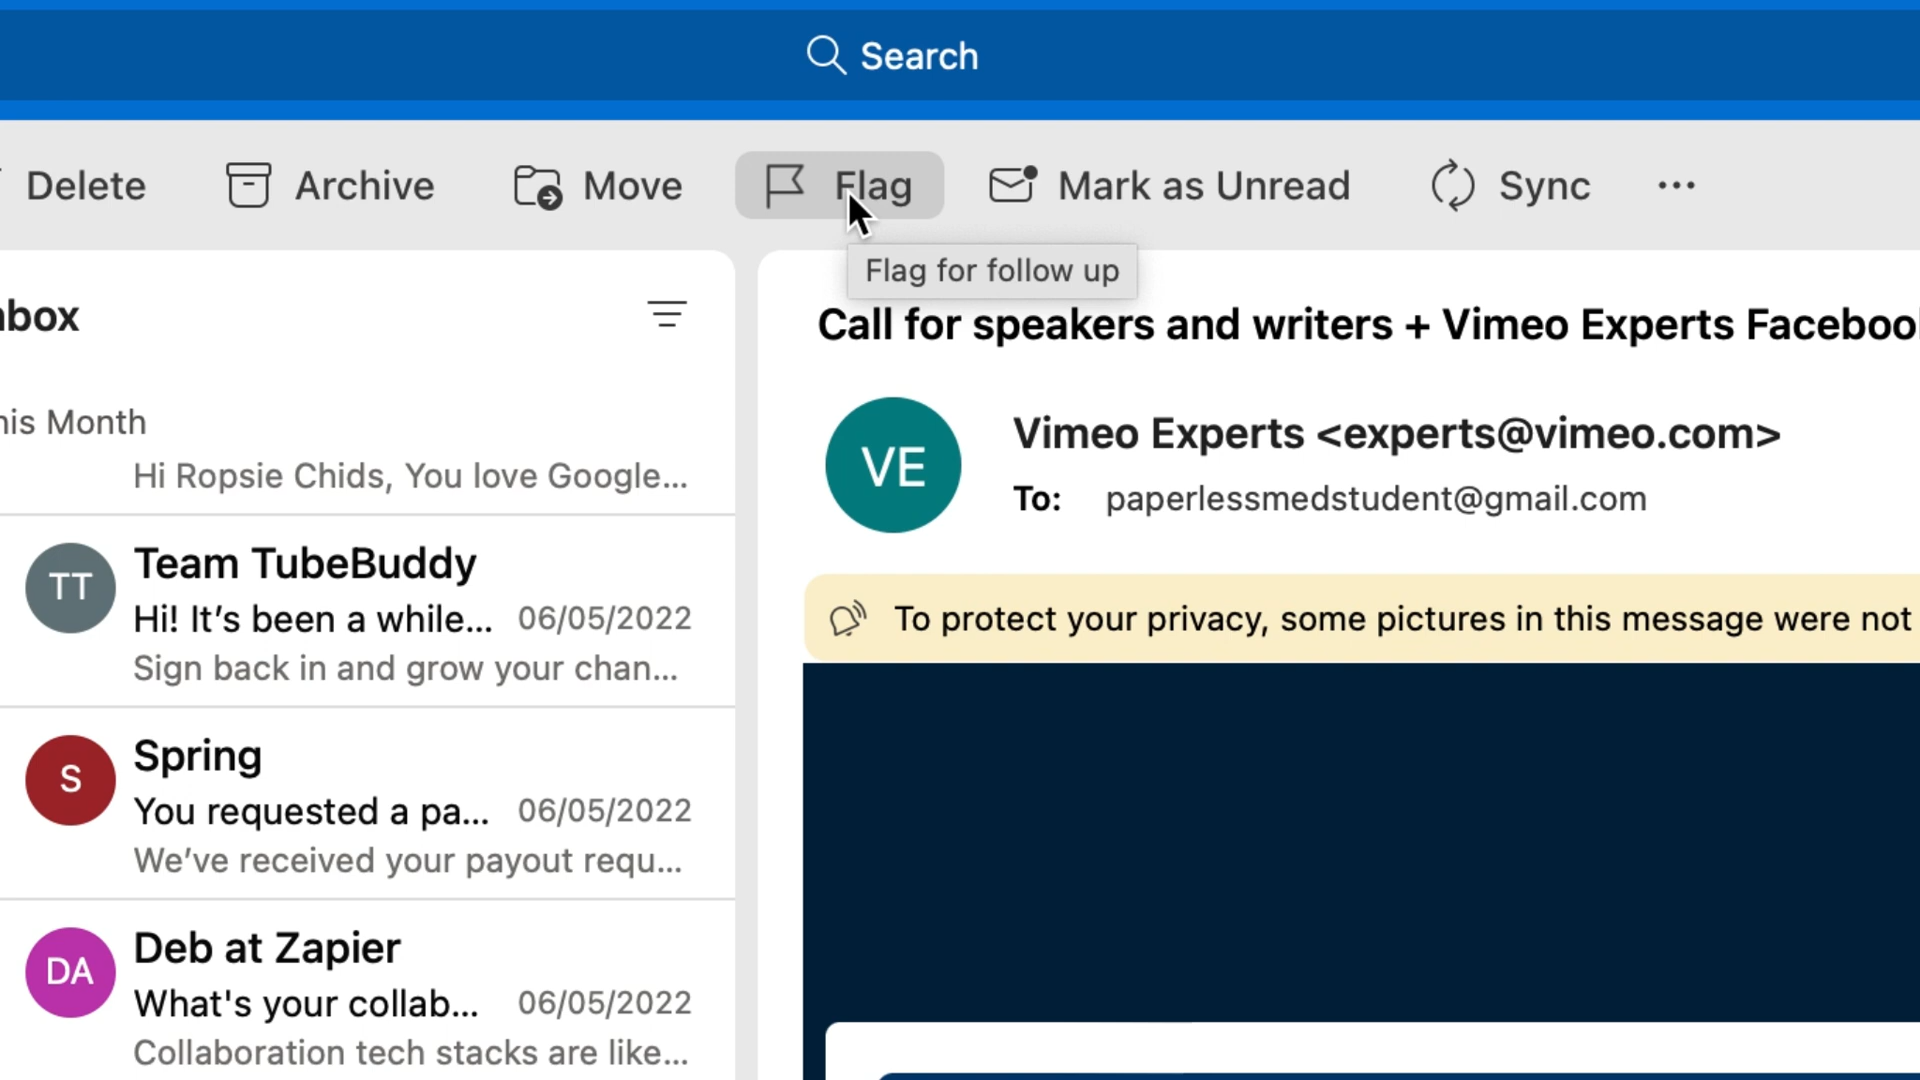 Search
Delete
Archive
Move
Flag
Mark as Unread
Sync
Flag for follow up
nbox
his Month
Hi Ropsie Chids, You love Google...
TT
Team TubeBuddy
Hi! It’s been a while... 06/05/2022
Sign back in and grow your chan...
S
Spring
You requested a pa... 06/05/2022
We’ve received your payout requ...
DA
Deb at Zapier
What's your collab... 06/05/2022
Collaboration tech stacks are like...
Call for speakers and writers + Vimeo Experts Facebool
VE
Vimeo Experts <experts@vimeo.com>
To: paperlessmedstudent@gmail.com
To protect your privacy, some pictures in this message were not